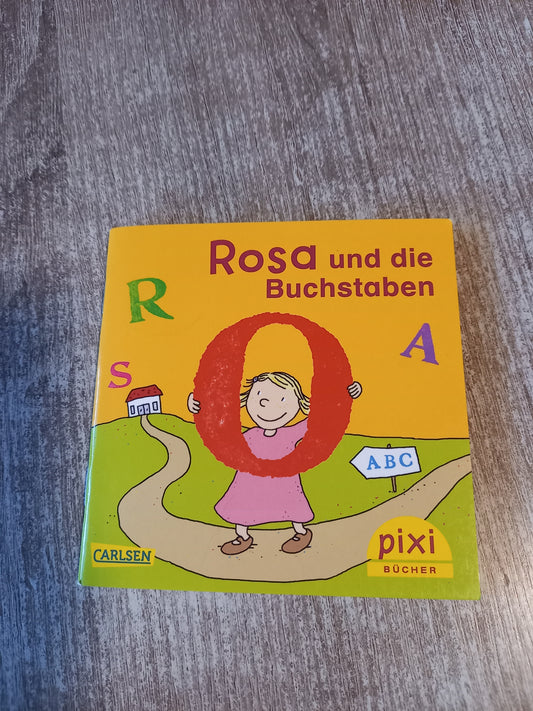 Rosa und die
Buchstaben
R
O
A
S
ABC
CARLSEN
pixi
BÜCHER